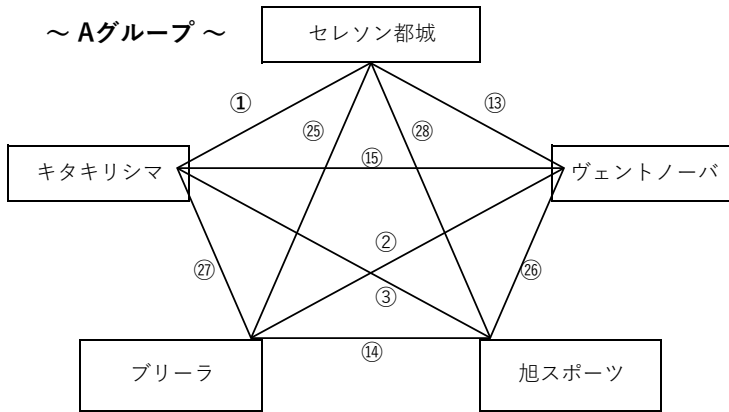 ～ Aグループ ～
セレソン都城
①
⑬
㉕
㉘
キタキリシマ
⑮
ヴェントノーバ
②
㉗
㉖
③
ブリーラ
⑭
旭スポーツ